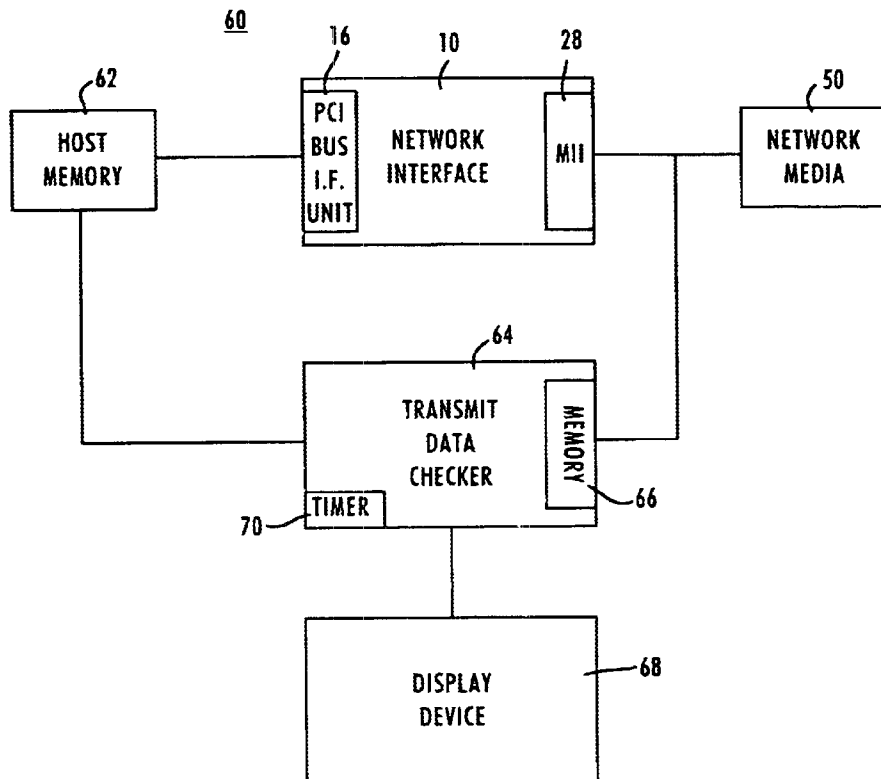 60
62
16
10
28
50
HOST
MEMORY
PCI
BUS
I.F.
UNIT
NETWORK
INTERFACE
MII
NETWORK
MEDIA
64
TRANSMIT
DATA
CHECKER
MEMORY
66
TIMER
70
DISPLAY
DEVICE
68